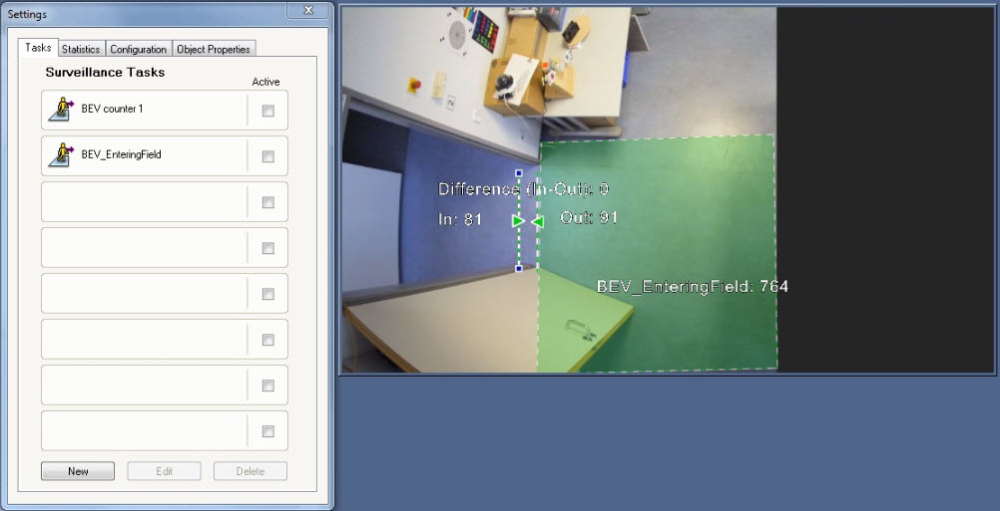 Settings
Tasks Statistics Configuration Object Properties
Surveillance Tasks
Active
BEV counter 1
BEV_EnteringField
New Edit Delete
Difference (In-Out): 0
In: 81 Out: 91
BEV_EnteringField: 764